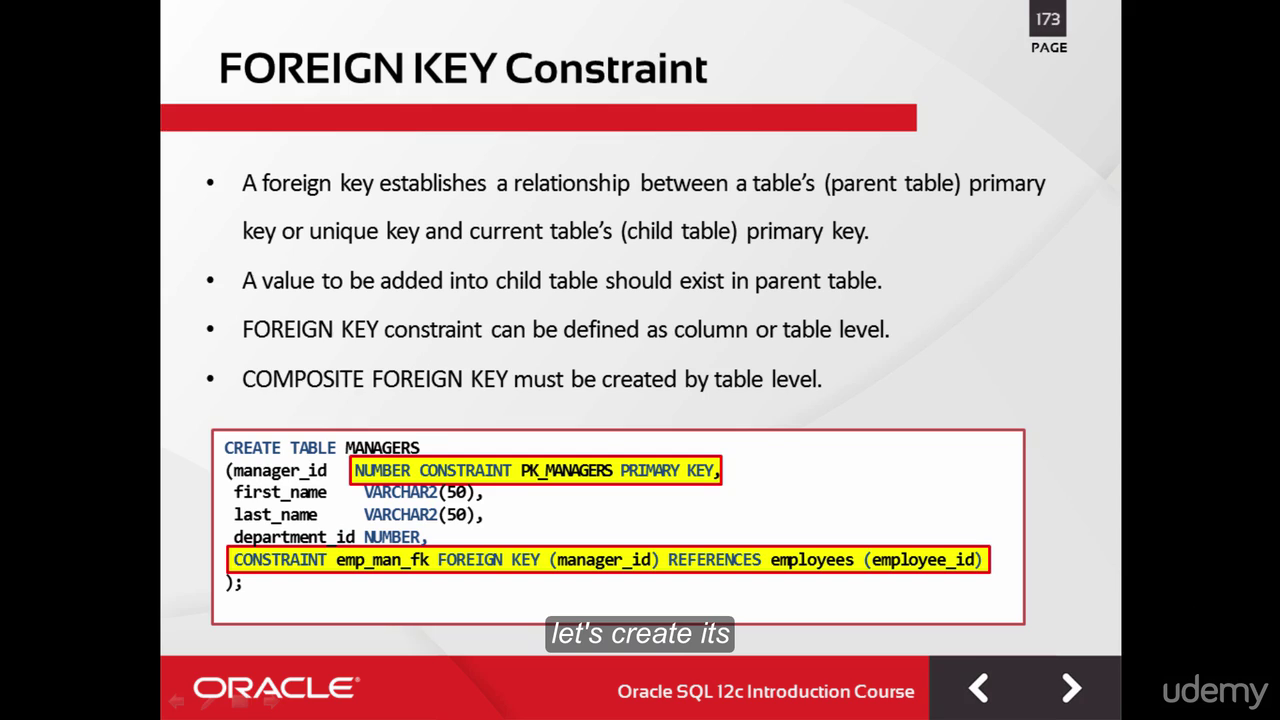 173
PAGE
FOREIGN KEY Constraint
• A foreign key establishes a relationship between a table's (parent table) primary
key or unique key and current table's (child table) primary key.
• A value to be added into child table should exist in parent table.
• FOREIGN KEY constraint can be defined as column or table level.
• COMPOSITE FOREIGN KEY must be created by table level.
CREATE TABLE MANAGERS
(manager_id NUMBER CONSTRAINT PK_MANAGERS PRIMARY KEY,
first_name VARCHAR2(50),
last_name VARCHAR2(50),
department_id NUMBER,
CONSTRAINT emp_man_fk FOREIGN KEY (manager_id) REFERENCES employees (employee_id)
);
let's create its
ORACLE®
Oracle SQL 12c Introduction Course
udemy